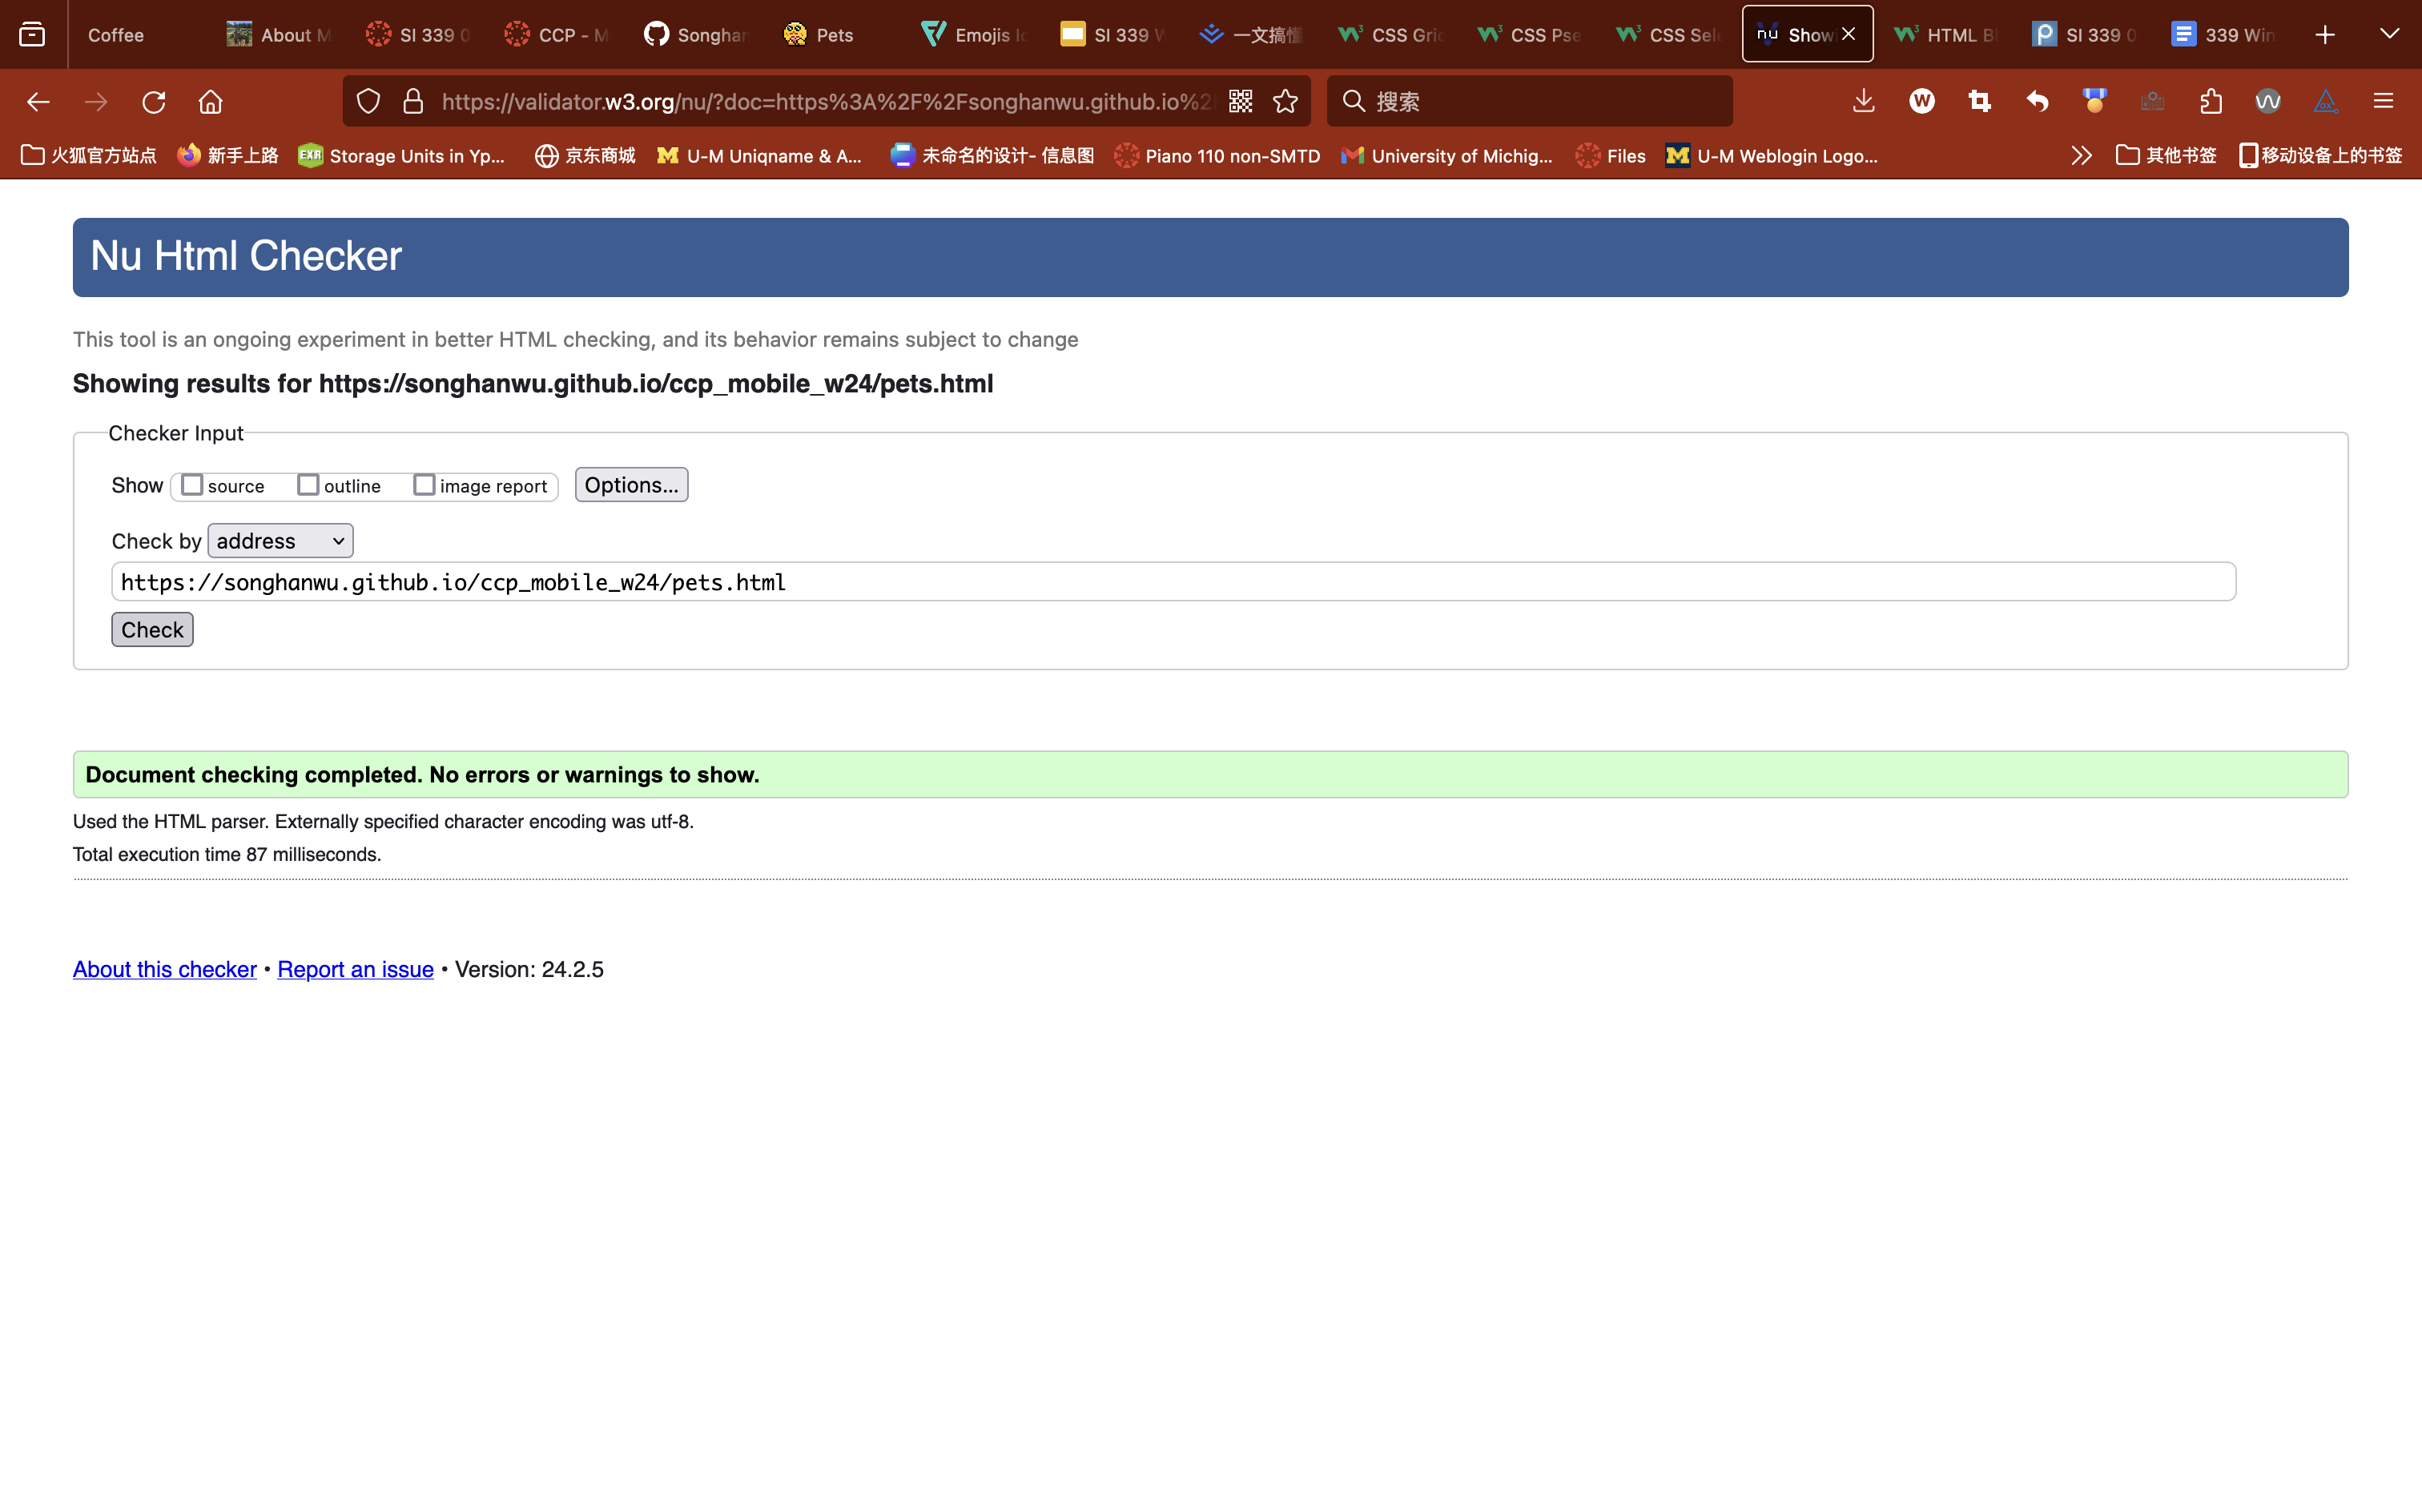 Coffee About M SI 339 0 CCP - M Songhan Pets Emojis Ic SI 339 W 一文搞懂 CSS Gric CSS Pse CSS Sele nu Show HTML Bl SI 339 0 339 Win
https://validator.w3.org/nu/?doc=https%3A%2F%2Fsonghanwu.github.io%2 搜索
火狐官方站点 新手上路 Storage Units in Yp... 京东商城 U-M Uniqname & A... 未命名的设计- 信息图 Piano 110 non-SMTD University of Michig... Files U-M Weblogin Logo... 其他书签 移动设备上的书签
Nu Html Checker
This tool is an ongoing experiment in better HTML checking, and its behavior remains subject to change
Showing results for https://songhanwu.github.io/ccp_mobile_w24/pets.html
Checker Input
Show source outline image report Options...
Check by address
https://songhanwu.github.io/ccp_mobile_w24/pets.html
Check
Document checking completed. No errors or warnings to show.
Used the HTML parser. Externally specified character encoding was utf-8.
Total execution time 87 milliseconds.
About this checker • Report an issue • Version: 24.2.5